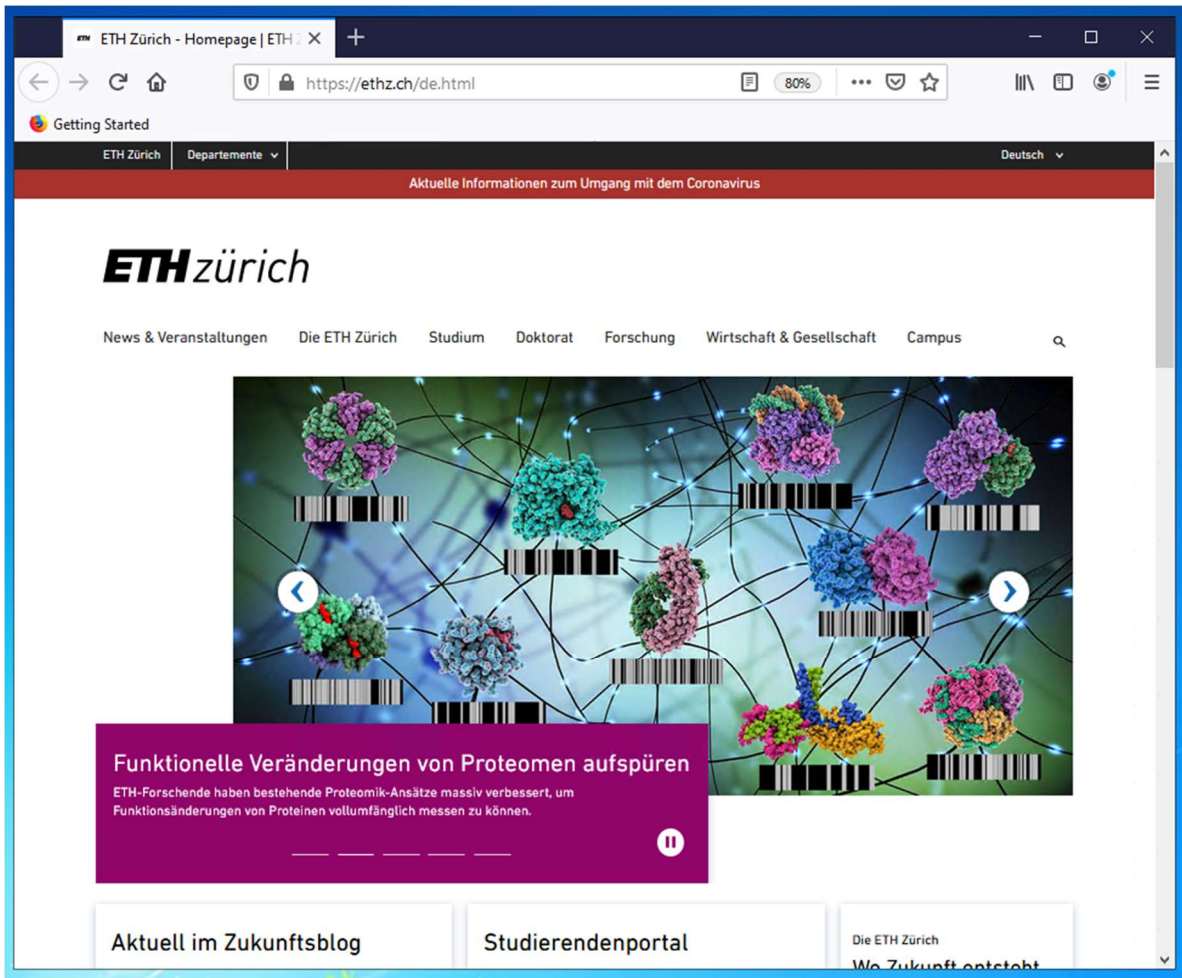 ETH Zürich - Homepage | ETH
https://ethz.ch/de.html
80%
Getting Started
ETH Zürich
Departemente
Deutsch
Aktuelle Informationen zum Umgang mit dem Coronavirus
ETH zürich
News & Veranstaltungen
Die ETH Zürich
Studium
Doktorat
Forschung
Wirtschaft & Gesellschaft
Campus
Funktionelle Veränderungen von Proteomen aufspüren
ETH-Forschende haben bestehende Proteomik-Ansätze massiv verbessert, um
Funktionsänderungen von Proteinen vollumfänglich messen zu können.
Aktuell im Zukunftsblog
Studierendenportal
Die ETH Zürich
Wo Zukunft entsteht